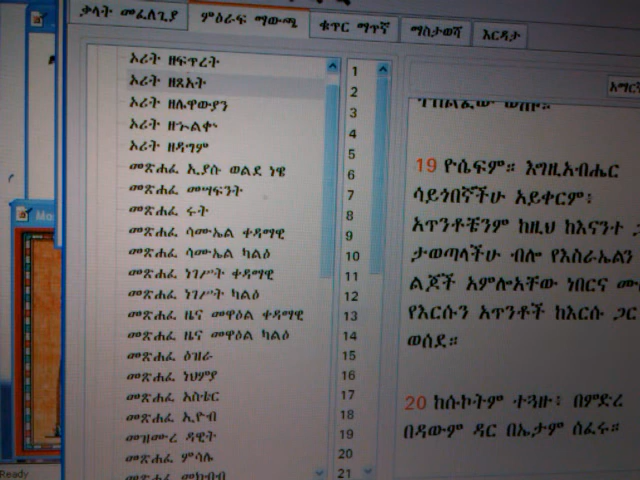 ቃላት መፈለጊያ
ምዕራፍ ማውጫ
ቁጥር ማጥኛ
ማስታወሻ
እርዳታ
ኦሪት ዘፍጥረት
ኦሪት ዘጸአት
ኦሪት ዘሌዋውያን
ኦሪት ዘኍልቍ
ኦሪት ዘዳግም
መጽሐፈ ኢያሱ ወልደ ነዌ
መጽሐፈ መሣፍንት
መጽሐፈ ሩት
መጽሐፈ ሳሙኤል ቀዳማዊ
መጽሐፈ ሳሙኤል ካልዕ
መጽሐፈ ነገሥት ቀዳማዊ
መጽሐፈ ነገሥት ካልዕ
መጽሐፈ ዜና መዋዕል ቀዳማዊ
መጽሐፈ ዜና መዋዕል ካልዕ
መጽሐፈ ዕዝራ
መጽሐፈ ነህምያ
መጽሐፈ አስቴር
መጽሐፈ ኢዮብ
መዝሙረ ዳዊት
መጽሐፈ ምሳሌ
መጽሐፈ መክብብ
1
2
3
4
5
6
7
8
9
10
11
12
13
14
15
16
17
18
19
20
21
አማርኛ
19 ዮሴፍም። እግዚአብሔር
ሳይጎበኛችሁ አይቀርም፤
አጥንቶቼንም ከዚህ ከእናንተ
ታወጣላችሁ ብሎ የእስራኤልን
ልጆች አምሎአቸው ነበርና
የእርሱን አጥንቶች ከእርሱ ጋር
ወሰደ።
20 ከሱኮትም ተጓዙ፤ በምድረ
በዳውም ዳር በኤታም ሰፈሩ።
Ready